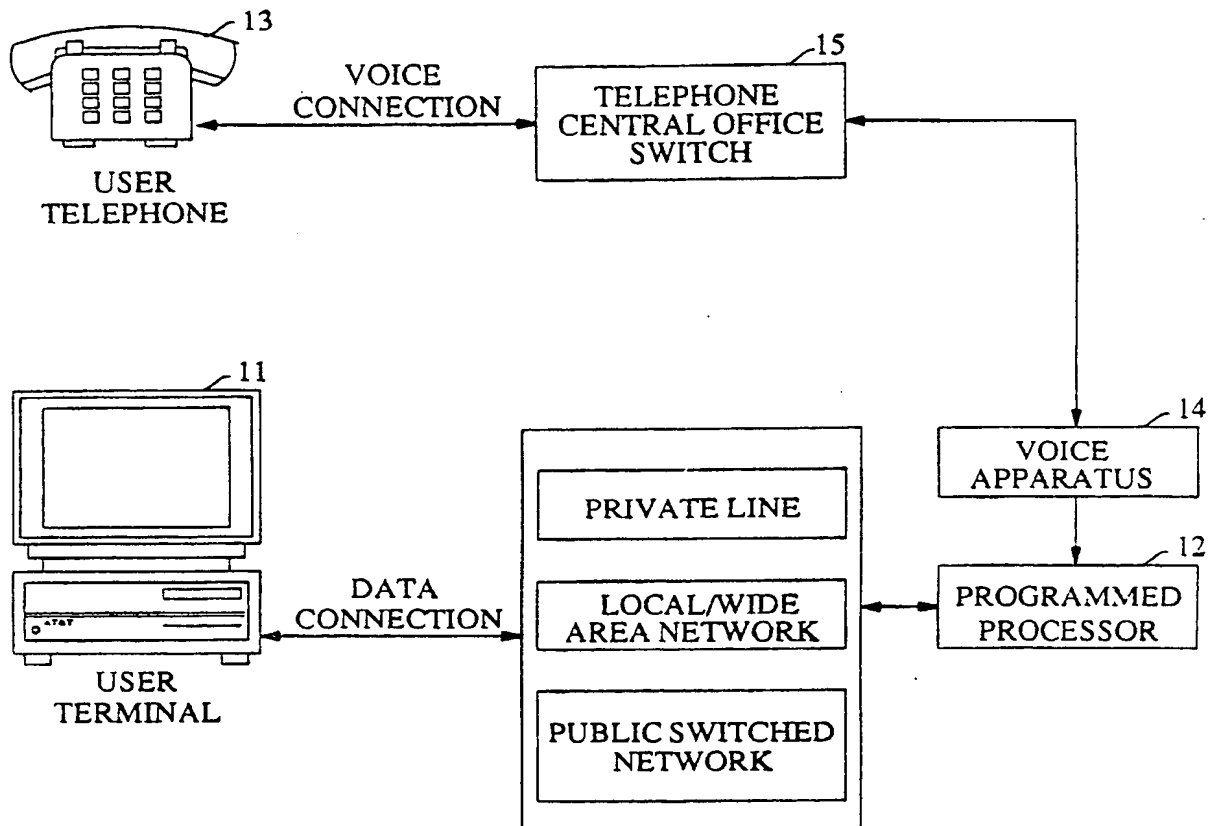 13
VOICE
CONNECTION
15
TELEPHONE
CENTRAL OFFICE
SWITCH
USER
TELEPHONE
11
AT&T
USER
TERMINAL
DATA
CONNECTION
PRIVATE LINE
LOCAL/WIDE
AREA NETWORK
PUBLIC SWITCHED
NETWORK
14
VOICE
APPARATUS
12
PROGRAMMED
PROCESSOR